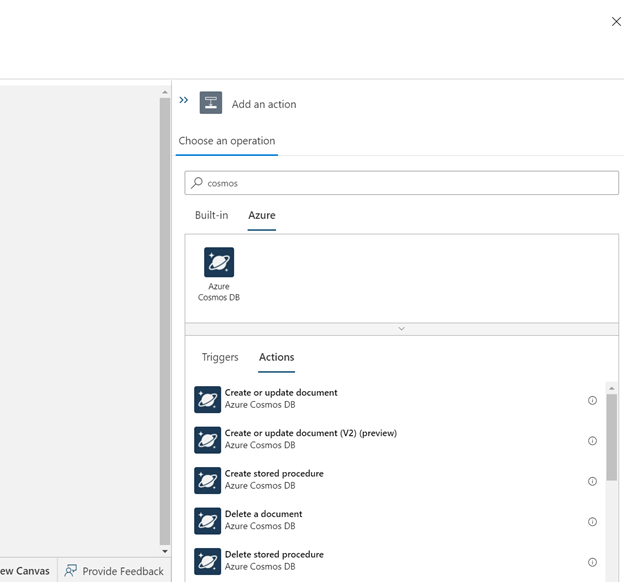 Add an action
Choose an operation
cosmos
Built-in Azure
Azure
Cosmos DB
Triggers Actions
Create or update document
Azure Cosmos DB
Create or update document (V2) (preview)
Azure Cosmos DB
Create stored procedure
Azure Cosmos DB
Delete a document
Azure Cosmos DB
Delete stored procedure
Azure Cosmos DB
ew Canvas Provide Feedback